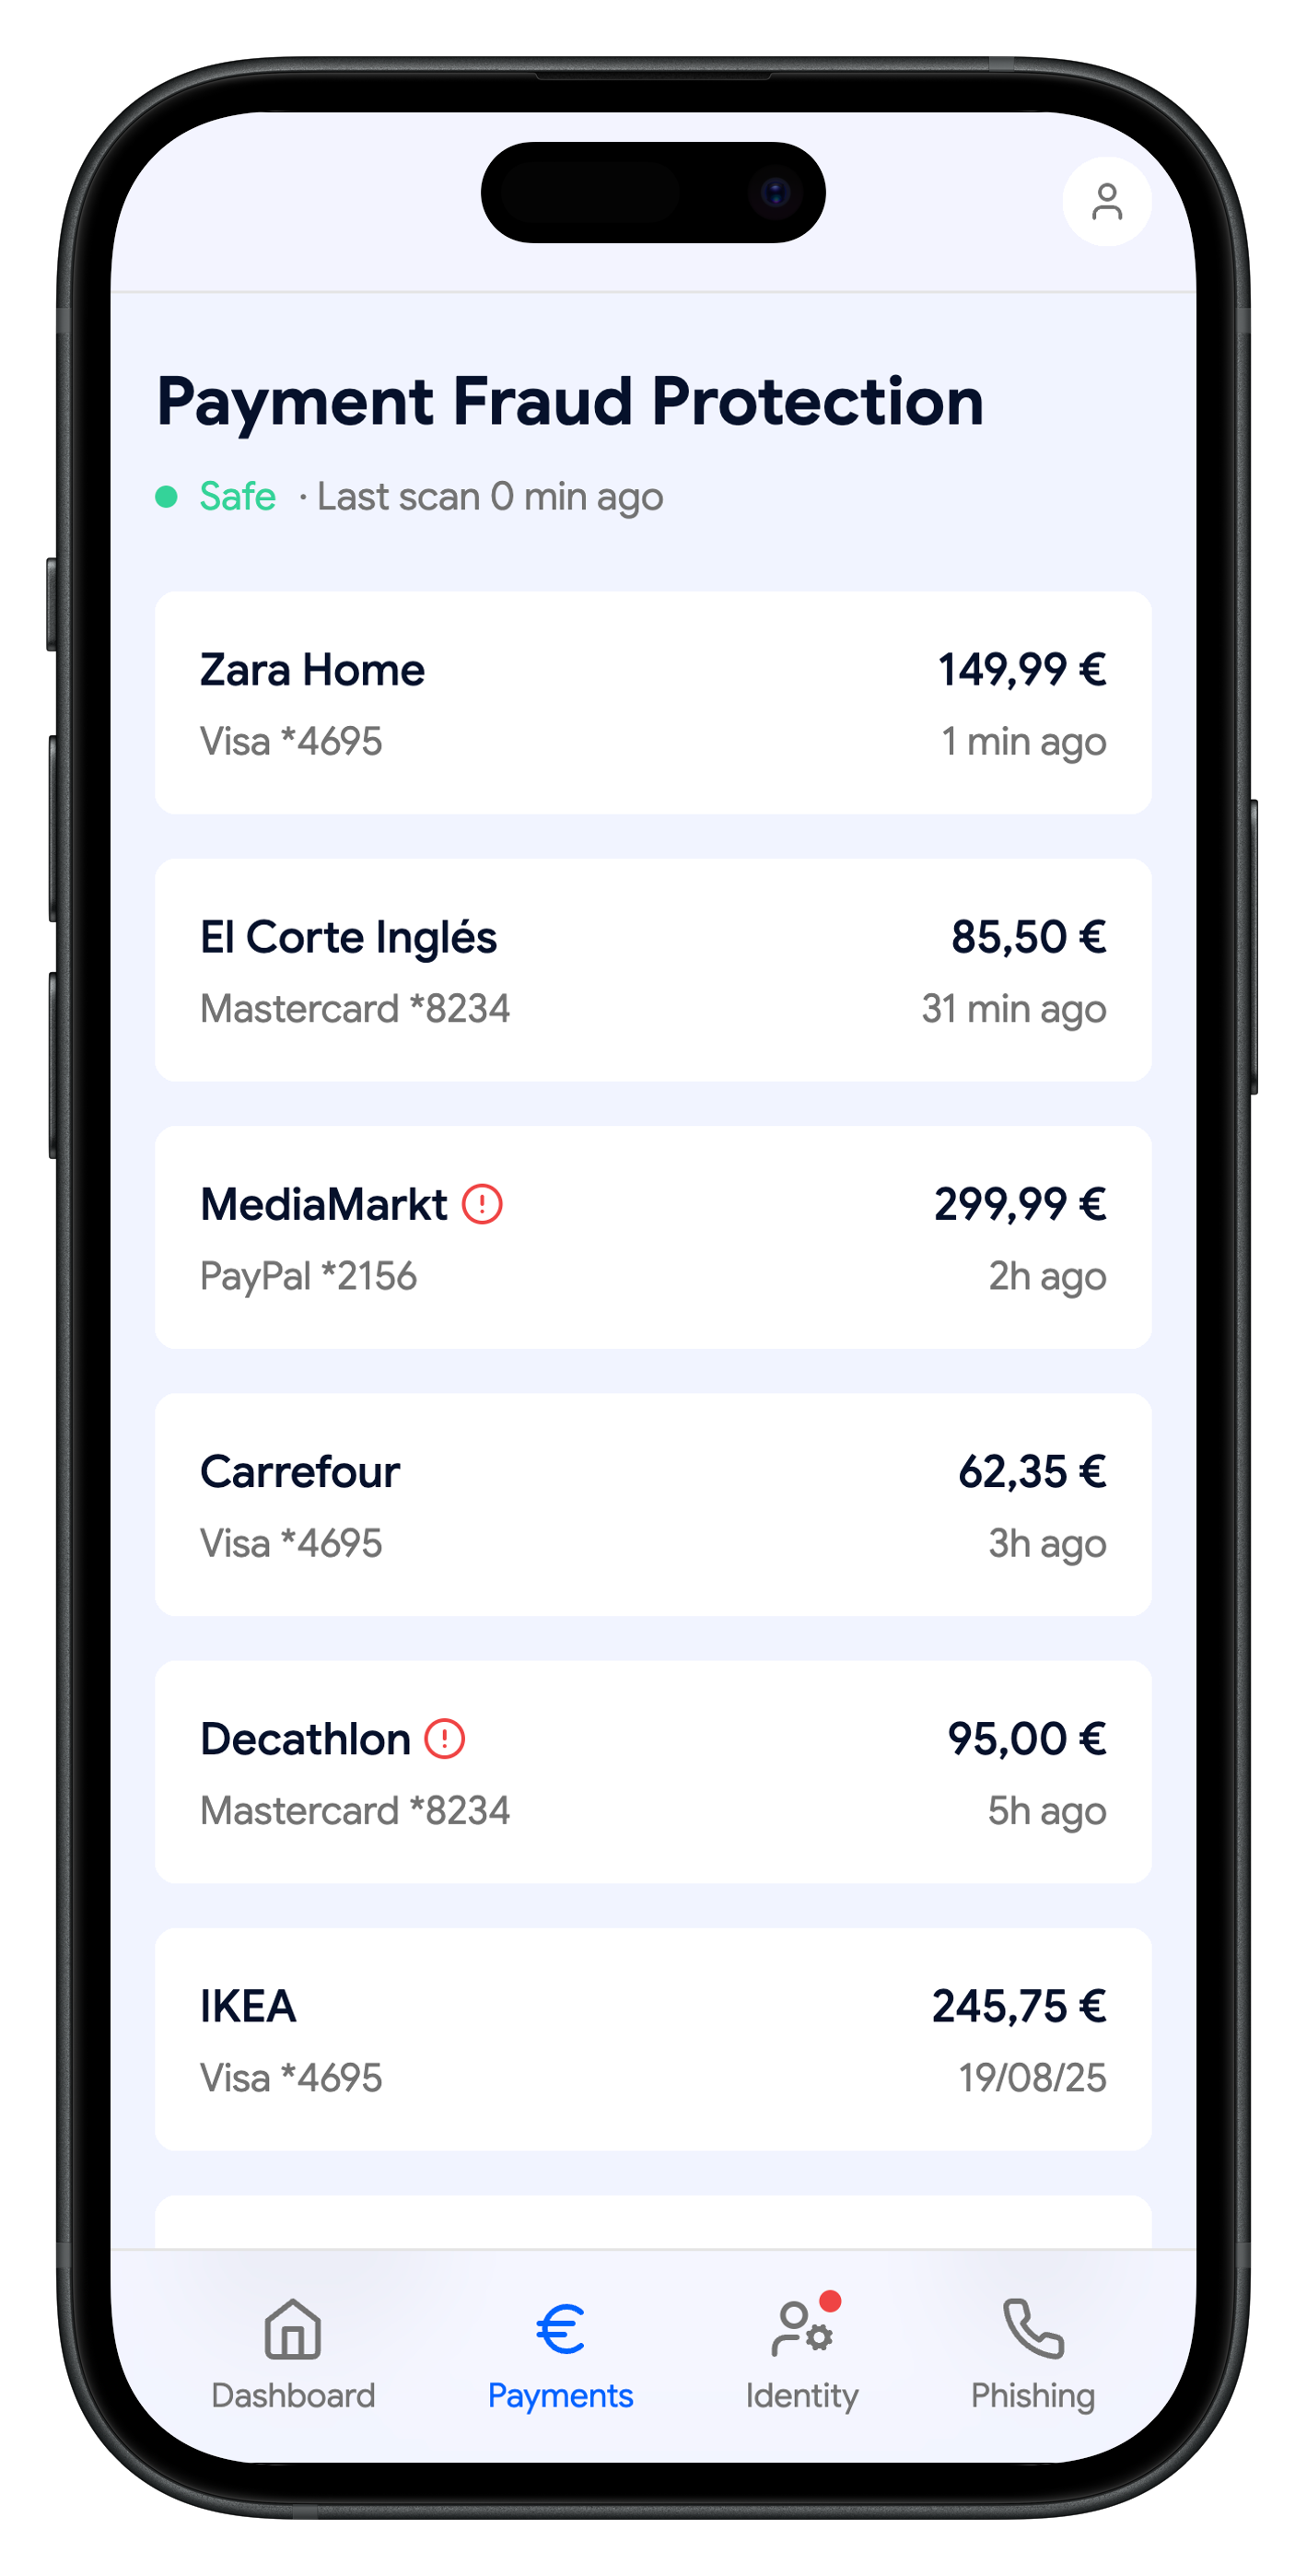 Payment Fraud Protection
Safe · Last scan 0 min ago
Zara Home 149,99 €
Visa *4695 1 min ago
El Corte Inglés 85,50 €
Mastercard *8234 31 min ago
MediaMarkt 299,99 €
PayPal *2156 2h ago
Carrefour 62,35 €
Visa *4695 3h ago
Decathlon 95,00 €
Mastercard *8234 5h ago
IKEA 245,75 €
Visa *4695 19/08/25
Dashboard Payments Identity Phishing